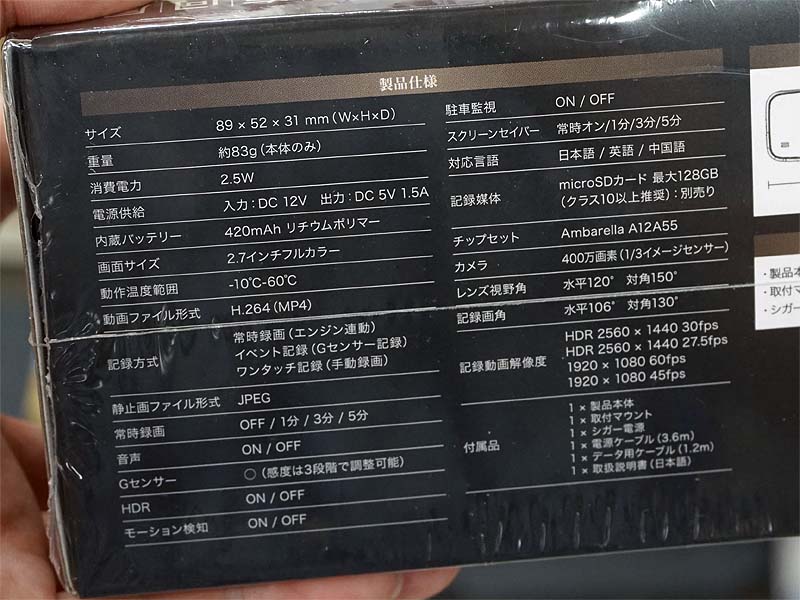 製品仕様
サイズ 89 × 52 × 31 mm (W×H×D)
重量 約83g (本体のみ)
消費電力 2.5W
電源供給 入力：DC 12V 出力：DC 5V 1.5A
内蔵バッテリー 420mAh リチウムポリマー
画面サイズ 2.7インチフルカラー
動作温度範囲 -10℃-60℃
動画ファイル形式 H.264 (MP4)
記録方式 常時録画 (エンジン連動)
イベント記録 (Gセンサー記録)
ワンタッチ記録 (手動録画)
静止画ファイル形式 JPEG
常時録画 OFF / 1分 / 3分 / 5分
音声 ON / OFF
Gセンサー ○ (感度は3段階で調整可能)
HDR ON / OFF
モーション検知 ON / OFF
駐車監視 ON / OFF
スクリーンセイバー 常時オン/1分/3分/5分
対応言語 日本語 / 英語 / 中国語
記録媒体 microSDカード 最大128GB
(クラス10以上推奨)：別売り
チップセット Ambarella A12A55
カメラ 400万画素 (1/3イメージセンサー)
レンズ視野角 水平120° 対角150°
記録画角 水平106° 対角130°
記録動画解像度 HDR 2560 × 1440 30fps
HDR 2560 × 1440 27.5fps
1920 × 1080 60fps
1920 × 1080 45fps
付属品 1 × 製品本体
1 × 取付マウント
1 × シガー電源
1 × 電源ケーブル (3.6m)
1 × データ用ケーブル (1.2m)
1 × 取扱説明書 (日本語)
・製品本
・取付マ
・シガー